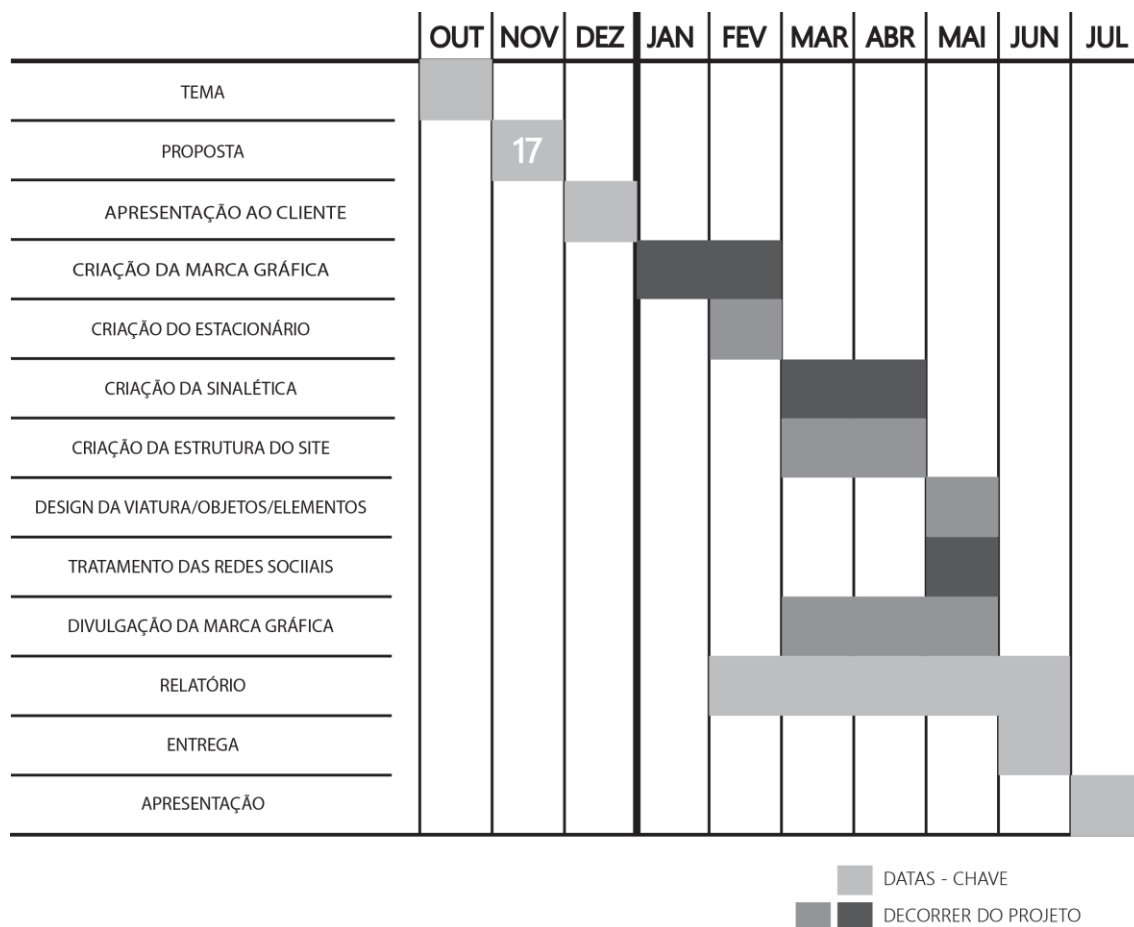 OUT NOV DEZ JAN FEV MAR ABR MAI JUN JUL
TEMA
PROPOSTA 17
APRESENTAÇÃO AO CLIENTE
CRIAÇÃO DA MARCA GRÁFICA
CRIAÇÃO DO ESTACIONÁRIO
CRIAÇÃO DA SINALÉTICA
CRIAÇÃO DA ESTRUTURA DO SITE
DESIGN DA VIATURA/OBJETOS/ELEMENTOS
TRATAMENTO DAS REDES SOCIIAIS
DIVULGAÇÃO DA MARCA GRÁFICA
RELATÓRIO
ENTREGA
APRESENTAÇÃO
DATAS - CHAVE
DECORRER DO PROJETO